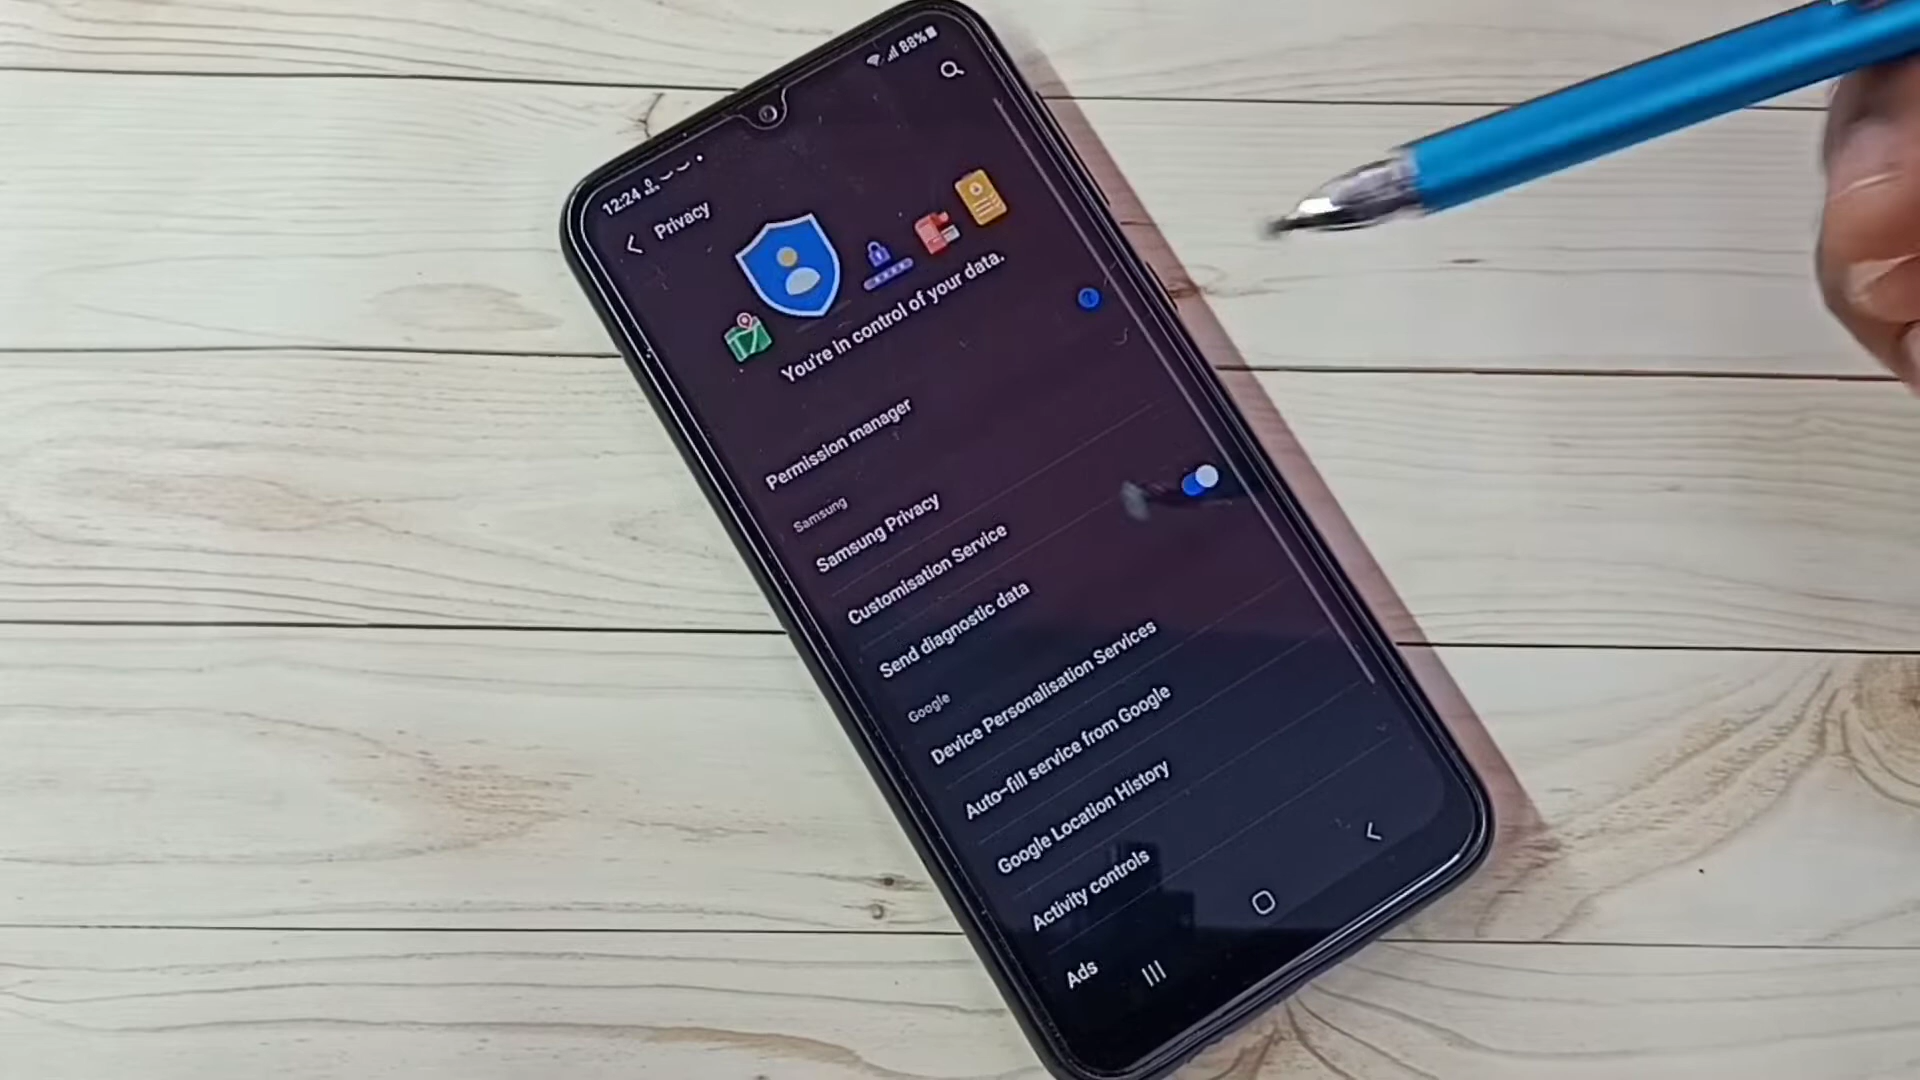 12:24
88%
Privacy
You're in control of your data.
Permission manager
Samsung
Samsung Privacy
Customisation Service
Send diagnostic data
Google
Device Personalisation Services
Auto-fill service from Google
Google Location History
Activity controls
Ads